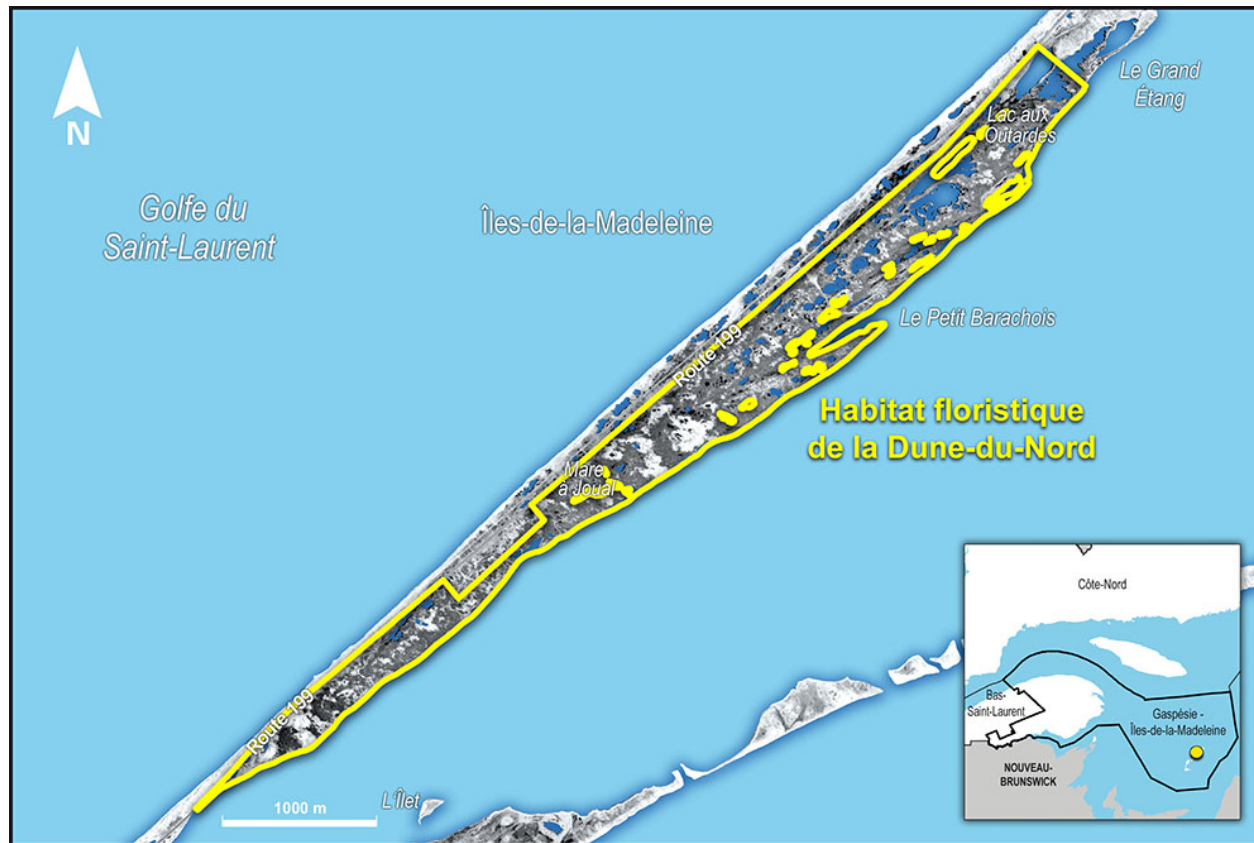 N
Golfe du
Saint-Laurent
Îles-de-la-Madeleine
Le Grand
Étang
Lac aux
Outardes
Le Petit Barachois
Route 199
Habitat floristique
de la Dune-du-Nord
Mare
à Joual
Route 199
1000 m
L'Îlet
Côte-Nord
Bas-
Saint-Laurent
Gaspésie -
Îles-de-la-Madeleine
NOUVEAU-
BRUNSWICK